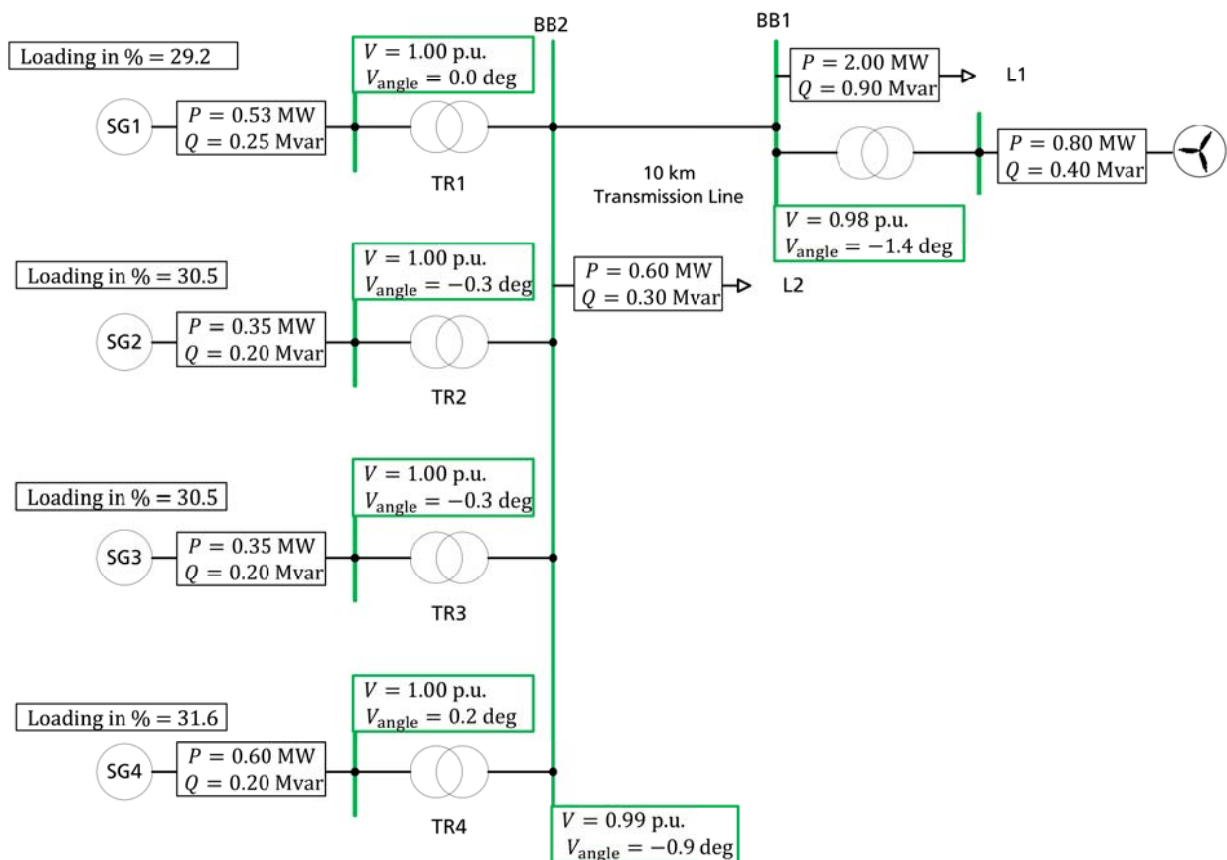 BB2
BB1
Loading in % = 29.2
V = 1.00 p.u.
V_angle = 0.0 deg
P = 2.00 MW
Q = 0.90 Mvar
L1
SG1
P = 0.53 MW
Q = 0.25 Mvar
TR1
10 km
Transmission Line
P = 0.80 MW
Q = 0.40 Mvar
V = 0.98 p.u.
V_angle = −1.4 deg
Loading in % = 30.5
V = 1.00 p.u.
V_angle = −0.3 deg
P = 0.60 MW
Q = 0.30 Mvar
L2
SG2
P = 0.35 MW
Q = 0.20 Mvar
TR2
Loading in % = 30.5
V = 1.00 p.u.
V_angle = −0.3 deg
SG3
P = 0.35 MW
Q = 0.20 Mvar
TR3
Loading in % = 31.6
V = 1.00 p.u.
V_angle = 0.2 deg
SG4
P = 0.60 MW
Q = 0.20 Mvar
TR4
V = 0.99 p.u.
V_angle = −0.9 deg